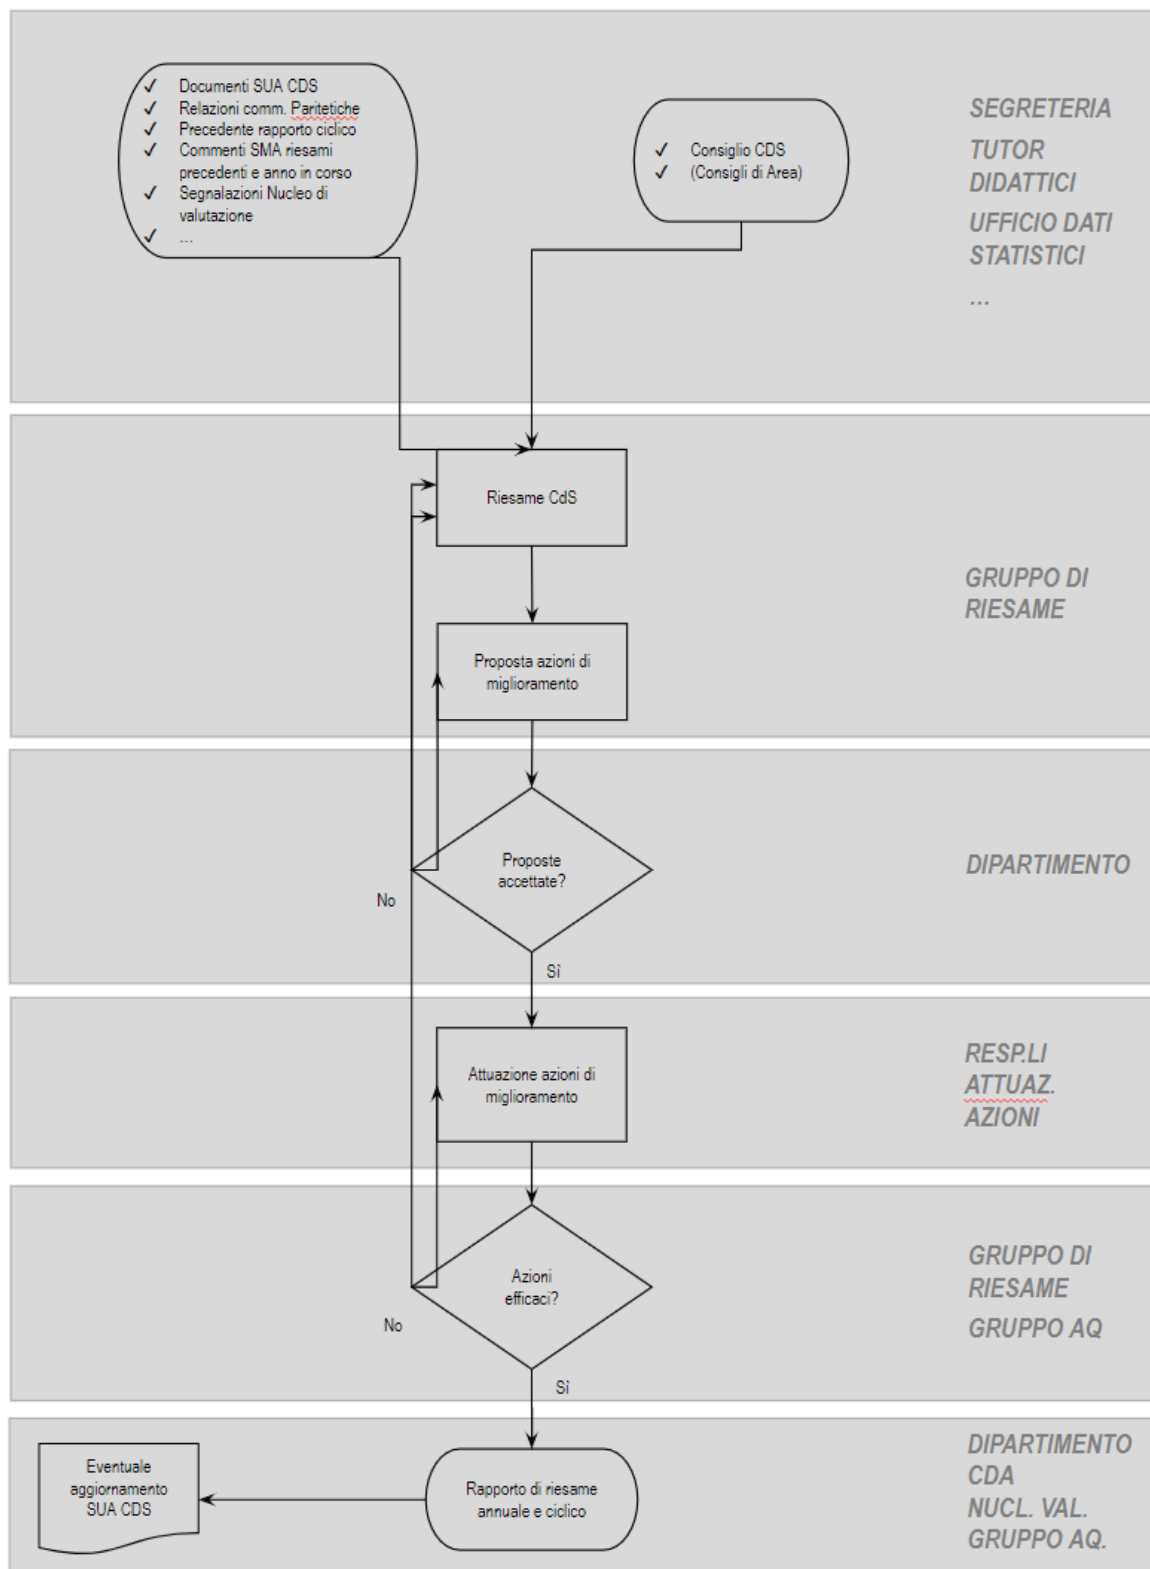 ✓ Documenti SUA CDS
✓ Relazioni comm. Paritetiche
✓ Precedente rapporto ciclico
✓ Commenti SMA riesami
precedenti e anno in corso
✓ Segnalazioni Nucleo di
valutazione
✓ ...
✓ Consiglio CDS
✓ (Consigli di Area)
SEGRETERIA
TUTOR
DIDATTICI
UFFICIO DATI
STATISTICI
...
Riesame CdS
Proposta azioni di
miglioramento
GRUPPO DI
RIESAME
Proposte
accettate?
No
Sì
DIPARTIMENTO
Attuazione azioni di
miglioramento
RESP.LI
ATTUAZ.
AZIONI
Azioni
efficaci?
No
Sì
GRUPPO DI
RIESAME
GRUPPO AQ
Eventuale
aggiornamento
SUA CDS
Rapporto di riesame
annuale e ciclico
DIPARTIMENTO
CDA
NUCL. VAL.
GRUPPO AQ.